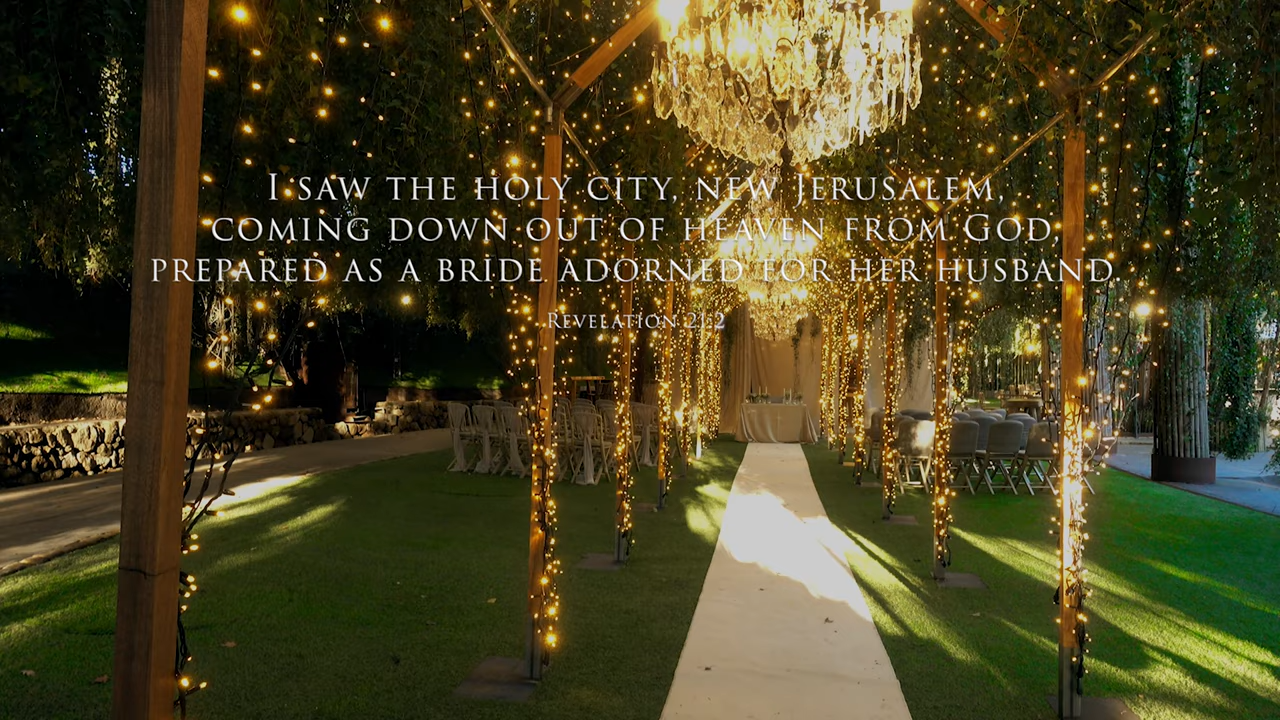 I saw the holy city, new Jerusalem,
coming down out of heaven from God,
prepared as a bride adorned for her husband
Revelation 21:2